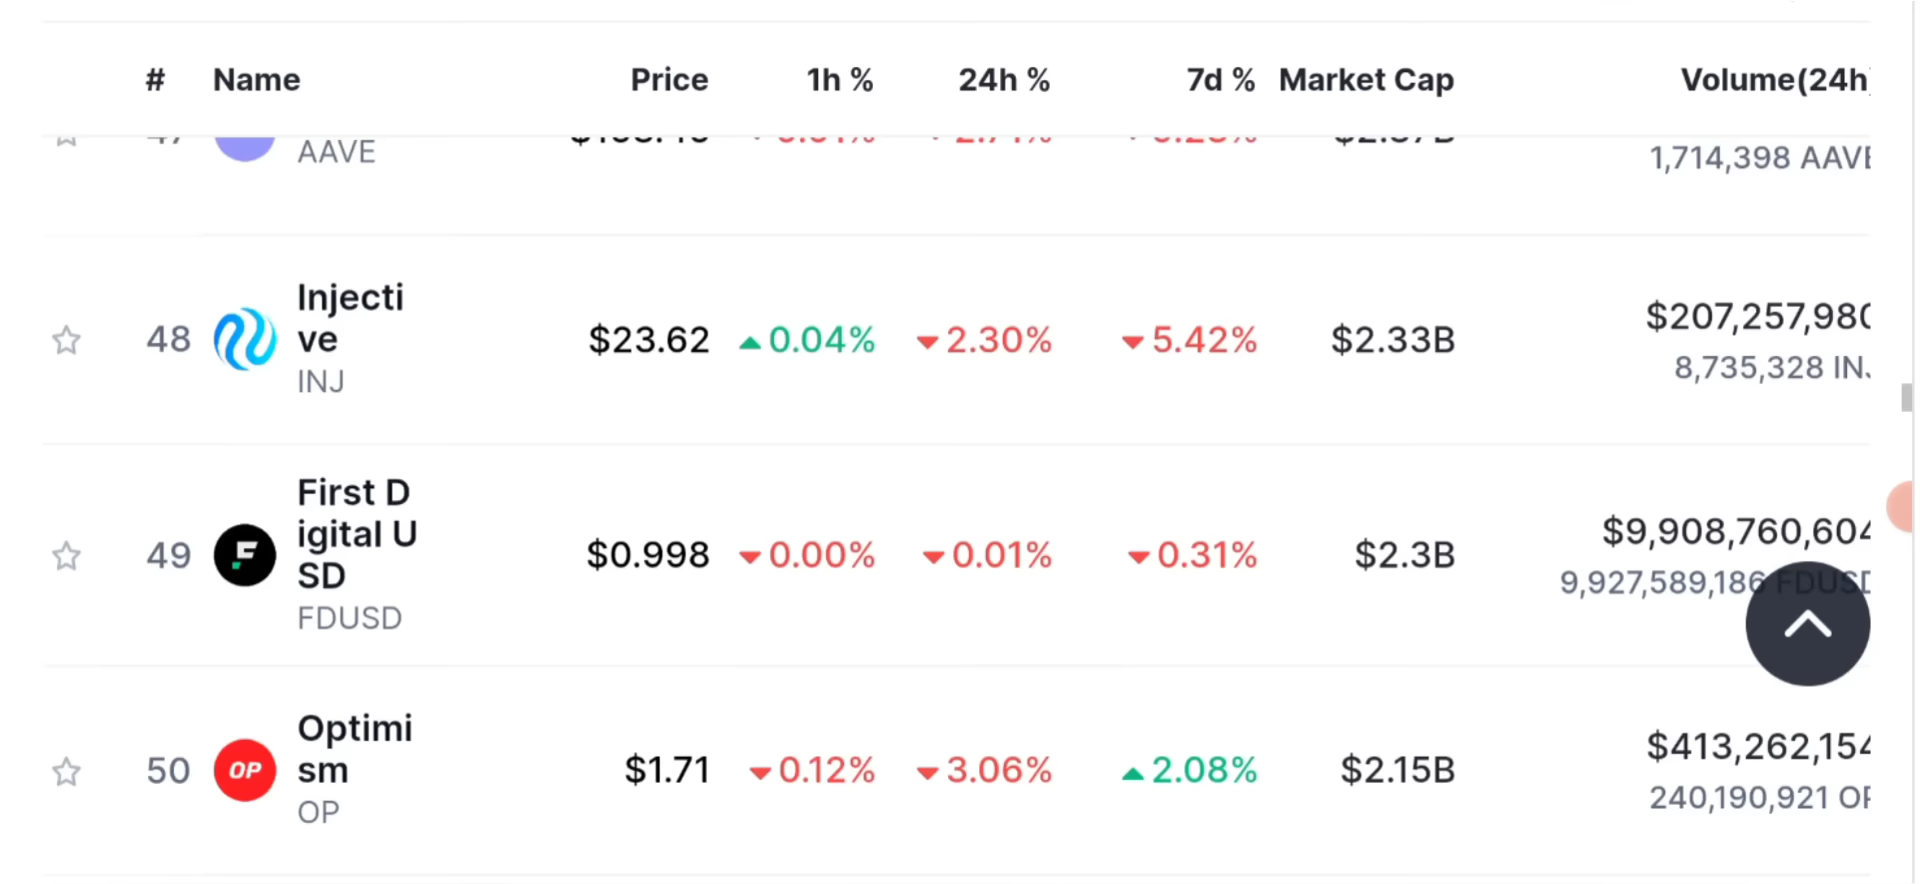 # Name Price 1h % 24h % 7d % Market Cap Volume(24h)
AAVE
1,714,398 AAVE
Injecti
ve
INJ
48 $23.62 0.04% 2.30% 5.42% $2.33B
$207,257,980
8,735,328 INJ
First D
igital U
SD
FDUSD
49 F $0.998 0.00% 0.01% 0.31% $2.3B
$9,908,760,604
9,927,589,186 FDUSD
Optimi
sm
OP
50 OP $1.71 0.12% 3.06% 2.08% $2.15B
$413,262,154
240,190,921 OP